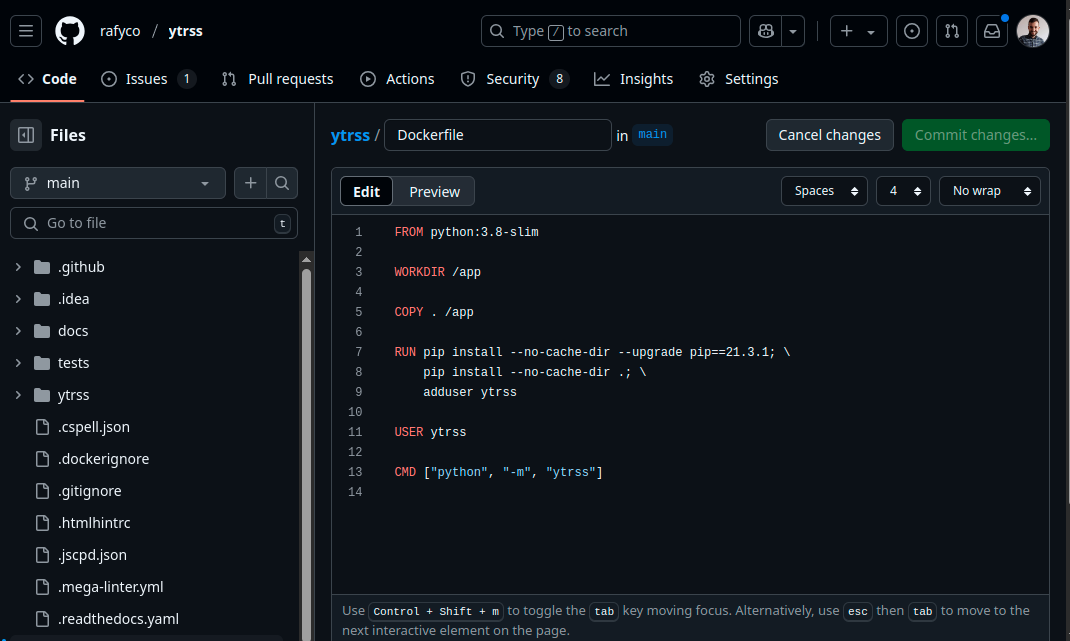 rafyco / ytrss
Type / to search
Code
Issues 1
Pull requests
Actions
Security 8
Insights
Settings
Files
main
Go to file
t
.github
.idea
docs
tests
ytrss
.cspell.json
.dockerignore
.gitignore
.htmlhintrc
.jscpd.json
.mega-linter.yml
.readthedocs.yaml
ytrss / Dockerfile in main
Cancel changes
Commit changes...
Edit
Preview
Spaces
4
No wrap
1 FROM python:3.8-slim
2
3 WORKDIR /app
4
5 COPY . /app
6
7 RUN pip install --no-cache-dir --upgrade pip==21.3.1; \
8     pip install --no-cache-dir .; \
9     adduser ytrss
10
11 USER ytrss
12
13 CMD ["python", "-m", "ytrss"]
14
Use Control + Shift + m to toggle the tab key moving focus. Alternatively, use esc then tab to move to the
next interactive element on the page.